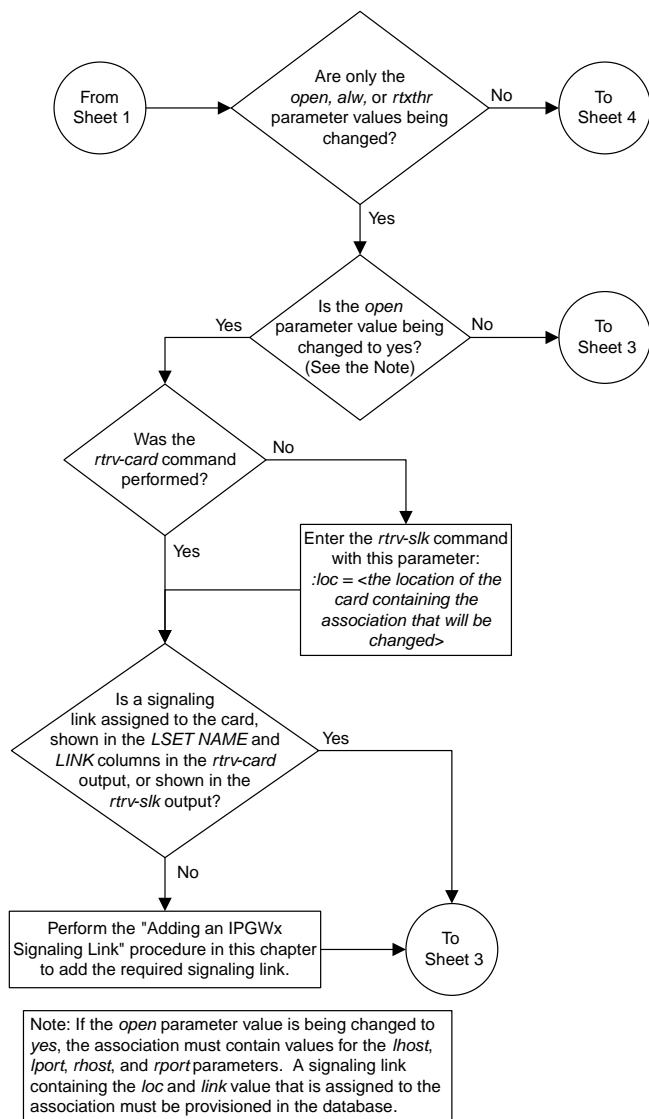 From
Sheet 1
Are only the
open, alw, or rtxthr
parameter values being
changed?
No
To
Sheet 4
Yes
Is the open
parameter value being
changed to yes?
(See the Note)
Yes
No
To
Sheet 3
Was the
rtrv-card command
performed?
No
Yes
Enter the rtrv-slk command
with this parameter:
:loc = <the location of the
card containing the
association that will be
changed>
Is a signaling
link assigned to the card,
shown in the LSET NAME and
LINK columns in the rtrv-card
output, or shown in the
rtrv-slk output?
Yes
No
Perform the "Adding an IPGWx
Signaling Link" procedure in this chapter
to add the required signaling link.
To
Sheet 3
Note: If the open parameter value is being changed to
yes, the association must contain values for the lhost,
lport, rhost, and rport parameters. A signaling link
containing the loc and link value that is assigned to the
association must be provisioned in the database.